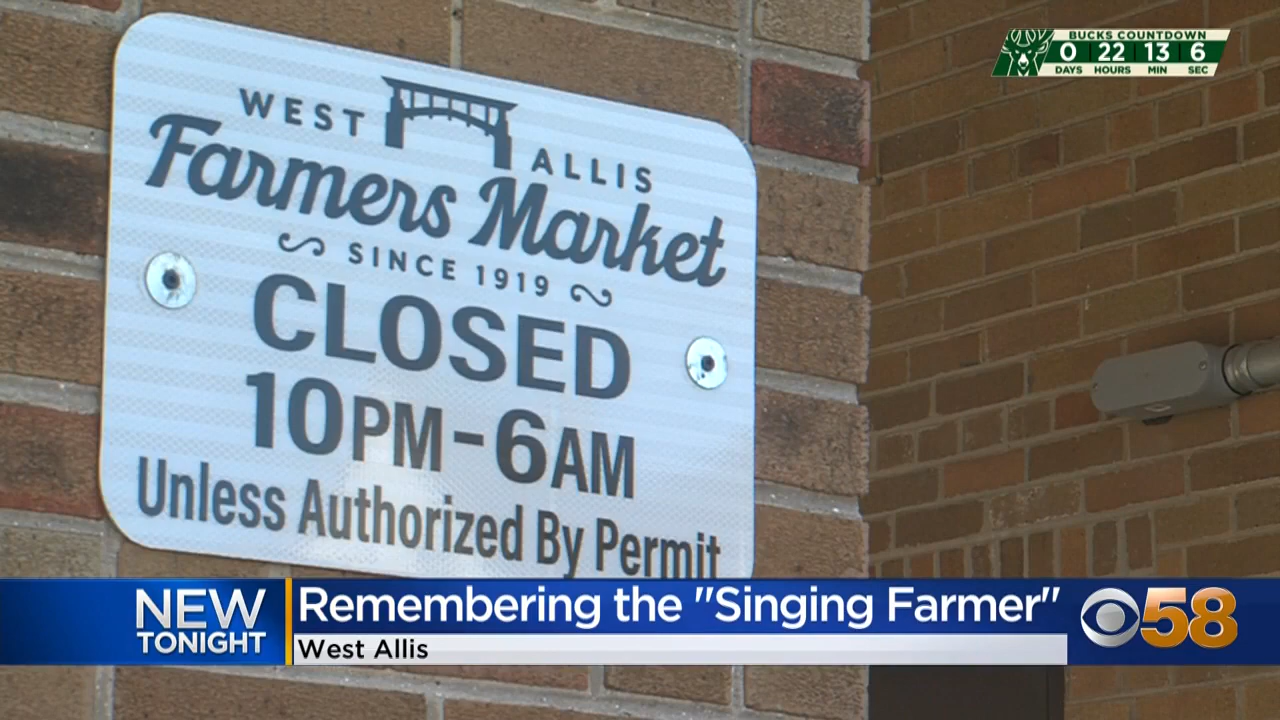 BUCKS COUNTDOWN
0 22 13 6
DAYS HOURS MIN SEC
WEST ALLIS
Farmers Market
SINCE 1919
CLOSED
10PM-6AM
Unless Authorized By Permit
NEW
TONIGHT
Remembering the "Singing Farmer"
West Allis
58